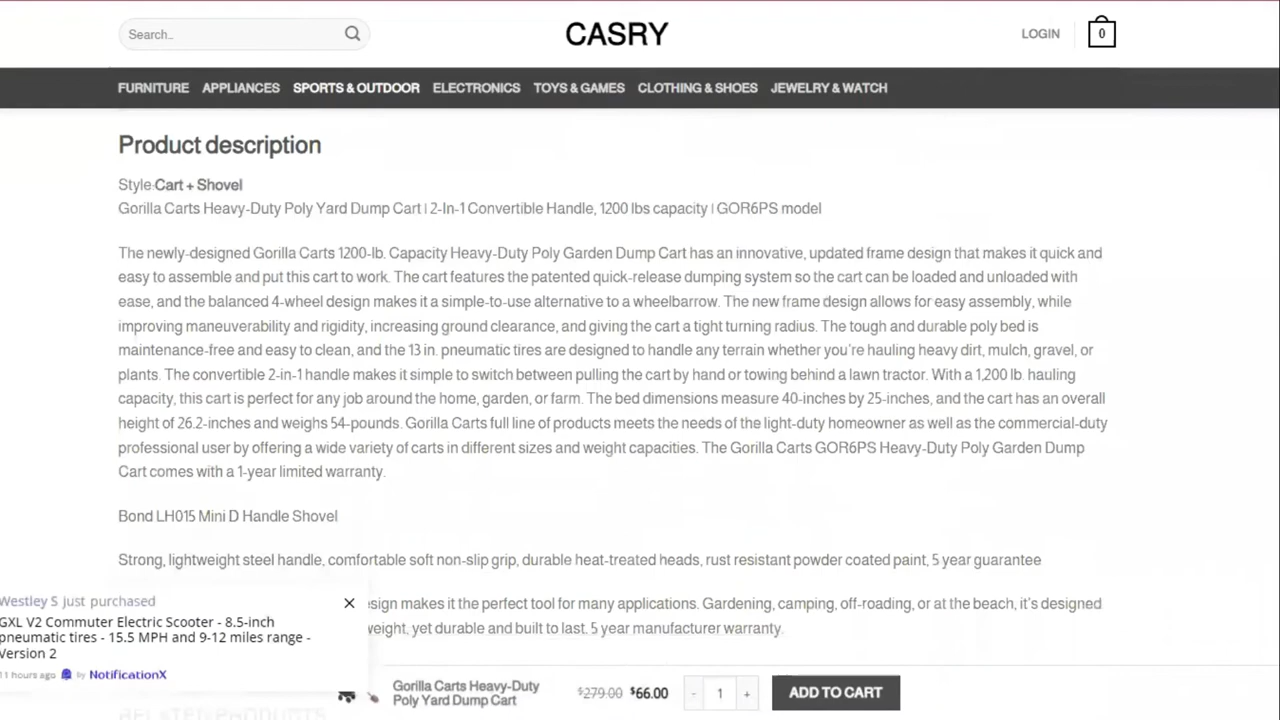 Search...
CASRY
LOGIN
0
FURNITURE APPLIANCES SPORTS & OUTDOOR ELECTRONICS TOYS & GAMES CLOTHING & SHOES JEWELRY & WATCH
Product description
Style:Cart + Shovel
Gorilla Carts Heavy-Duty Poly Yard Dump Cart | 2-In-1 Convertible Handle, 1200 lbs capacity | GOR6PS model
The newly-designed Gorilla Carts 1200-lb. Capacity Heavy-Duty Poly Garden Dump Cart has an innovative, updated frame design that makes it quick and
easy to assemble and put this cart to work. The cart features the patented quick-release dumping system so the cart can be loaded and unloaded with
ease, and the balanced 4-wheel design makes it a simple-to-use alternative to a wheelbarrow. The new frame design allows for easy assembly, while
improving maneuverability and rigidity, increasing ground clearance, and giving the cart a tight turning radius. The tough and durable poly bed is
maintenance-free and easy to clean, and the 13 in. pneumatic tires are designed to handle any terrain whether you're hauling heavy dirt, mulch, gravel, or
plants. The convertible 2-in-1 handle makes it simple to switch between pulling the cart by hand or towing behind a lawn tractor. With a 1,200 lb. hauling
capacity, this cart is perfect for any job around the home, garden, or farm. The bed dimensions measure 40-inches by 25-inches, and the cart has an overall
height of 26.2-inches and weighs 54-pounds. Gorilla Carts full line of products meets the needs of the light-duty homeowner as well as the commercial-duty
professional user by offering a wide variety of carts in different sizes and weight capacities. The Gorilla Carts GOR6PS Heavy-Duty Poly Garden Dump
Cart comes with a 1-year limited warranty.
Bond LH015 Mini D Handle Shovel
Strong, lightweight steel handle, comfortable soft non-slip grip, durable heat-treated heads, rust resistant powder coated paint, 5 year guarantee
esign makes it the perfect tool for many applications. Gardening, camping, off-roading, or at the beach, it's designed
weight, yet durable and built to last. 5 year manufacturer warranty.
Westley S just purchased
GXL V2 Commuter Electric Scooter - 8.5-inch
pneumatic tires - 15.5 MPH and 9-12 miles range -
Version 2
11 hours ago by NotificationX
RELATED PRODUCTS
Gorilla Carts Heavy-Duty
Poly Yard Dump Cart
$279.00 $66.00
- 1 +
ADD TO CART